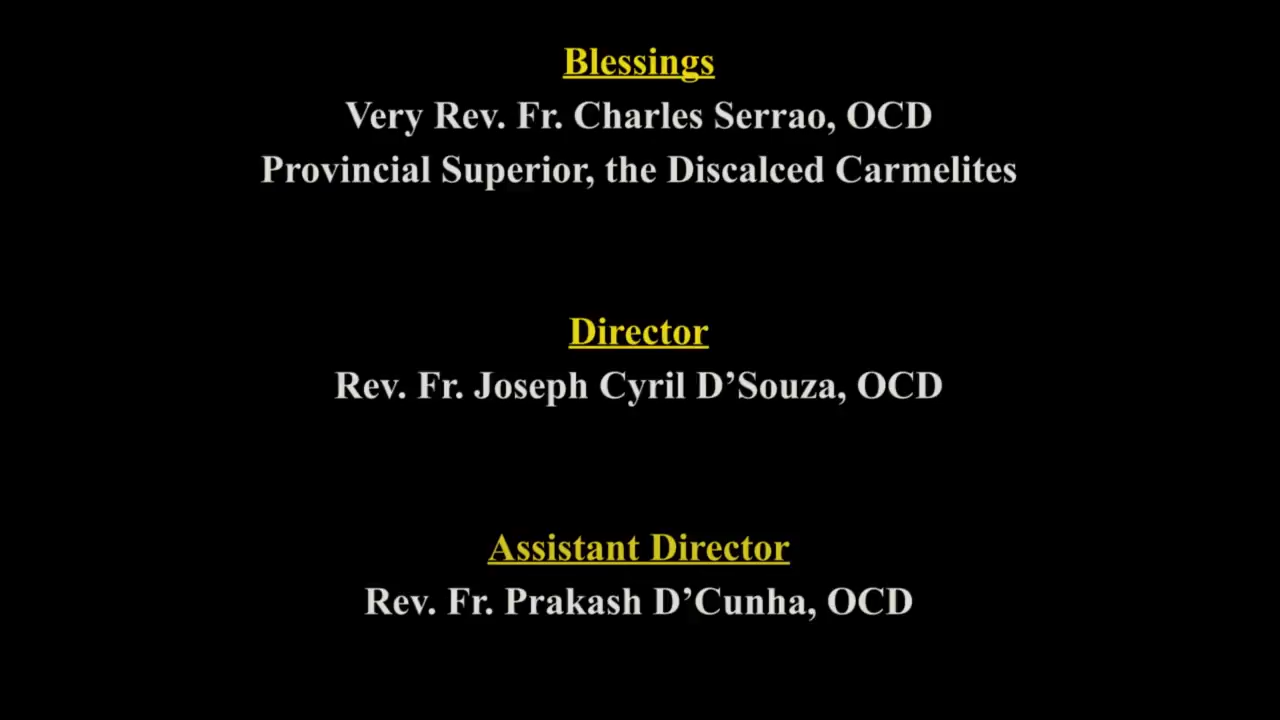 Blessings
Very Rev. Fr. Charles Serrao, OCD
Provincial Superior, the Discalced Carmelites
Director
Rev. Fr. Joseph Cyril D’Souza, OCD
Assistant Director
Rev. Fr. Prakash D’Cunha, OCD